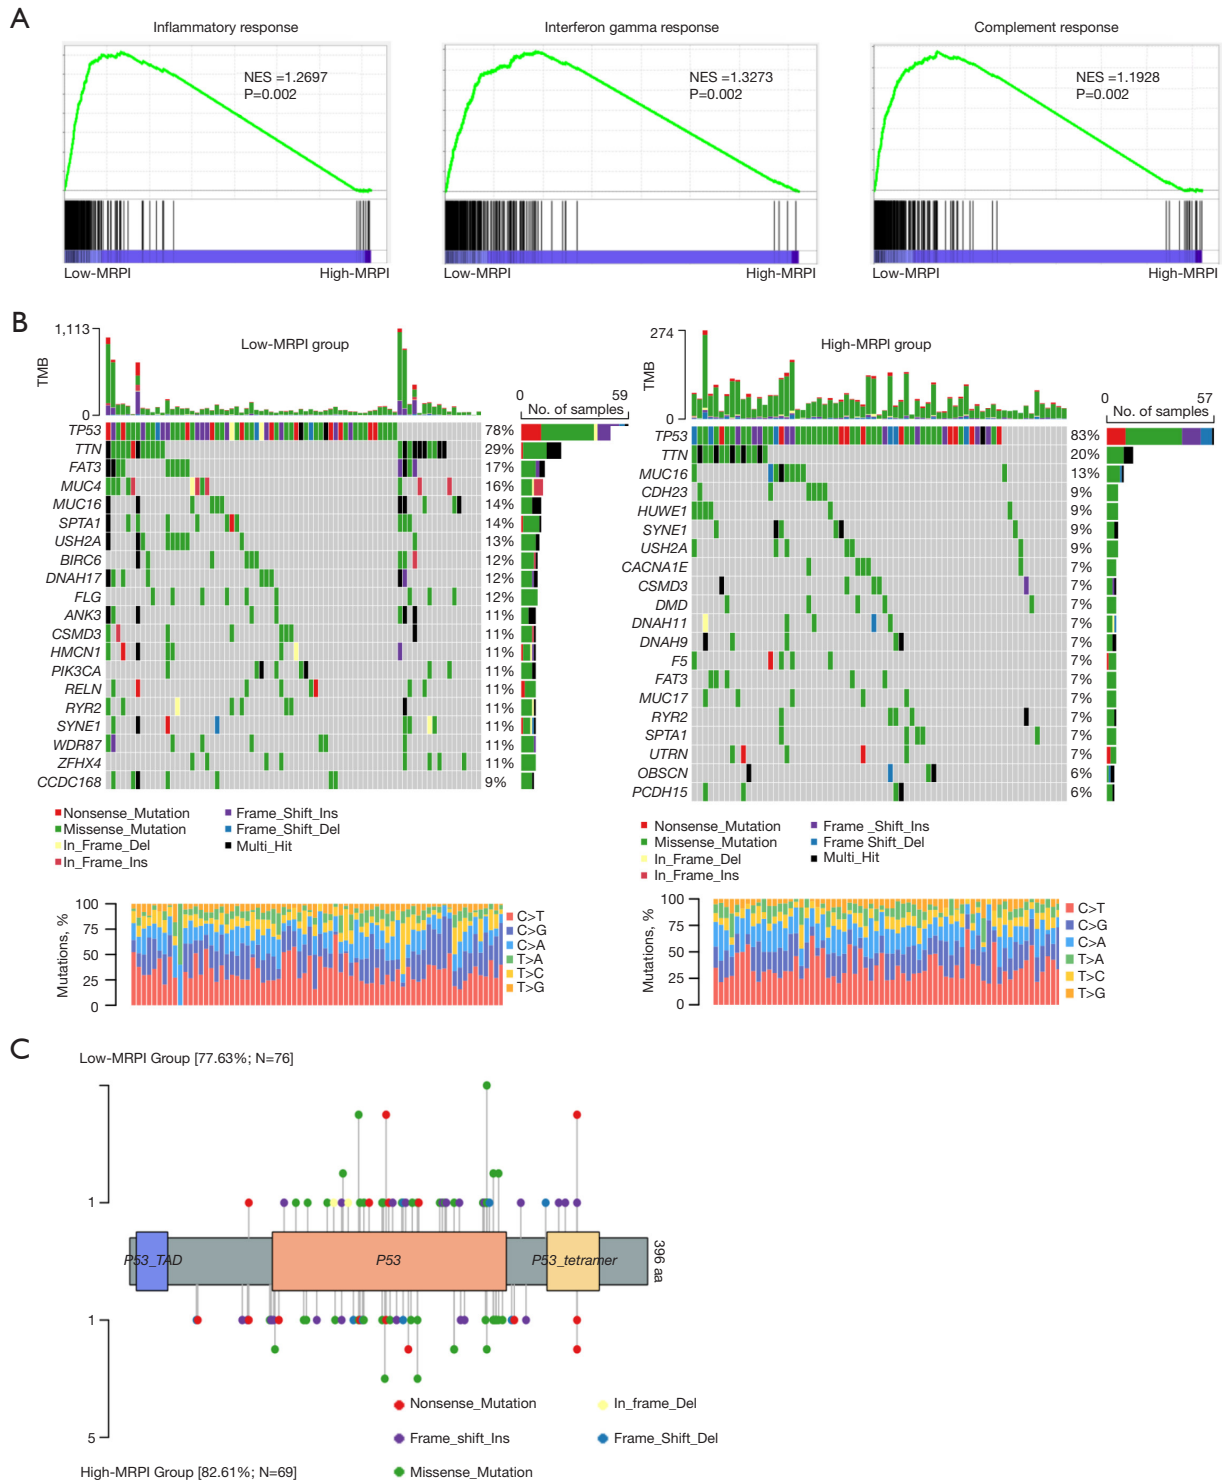 A
Inflammatory response
Interferon gamma response
Complement response
NES =1.2697
P=0.002
NES =1.3273
P=0.002
NES =1.1928
P=0.002
Low-MRPI
High-MRPI
Low-MRPI
High-MRPI
Low-MRPI
High-MRPI
B
1,113
TMB
0
Low-MRPI group
0
59
No. of samples
TP53 78%
TTN 29%
FAT3 17%
MUC4 16%
MUC16 14%
SPTA1 14%
USH2A 13%
BIRC6 12%
DNAH17 12%
FLG 12%
ANK3 11%
CSMD3 11%
HMCN1 11%
PIK3CA 11%
RELN 11%
RYR2 11%
SYNE1 11%
WDR87 11%
ZFHX4 11%
CCDC168 9%
Nonsense_Mutation
Missense_Mutation
In_Frame_Del
In_Frame_Ins
Frame_Shift_Ins
Frame_Shift_Del
Multi_Hit
274
TMB
0
High-MRPI group
0
57
No. of samples
TP53 83%
TTN 20%
MUC16 13%
CDH23 9%
HUWE1 9%
SYNE1 9%
USH2A 9%
CACNA1E 7%
CSMD3 7%
DMD 7%
DNAH11 7%
DNAH9 7%
F5 7%
FAT3 7%
MUC17 7%
RYR2 7%
SPTA1 7%
UTRN 7%
OBSCN 6%
PCDH15 6%
Nonsense_Mutation
Missense_Mutation
In_Frame_Del
In_Frame_Ins
Frame _Shift_Ins
Frame Shift_Del
Multi_Hit
Mutations, %
100
75
50
25
0
C>T
C>G
C>A
T>A
T>C
T>G
Mutations, %
100
75
50
25
0
C>T
C>G
C>A
T>A
T>C
T>G
C
Low-MRPI Group [77.63%; N=76]
1
P53_TAD
P53
P53_tetramer
396 aa
1
5
Nonsense_Mutation
In_frame_Del
Frame_shift_Ins
Frame_Shift_Del
Missense_Mutation
High-MRPI Group [82.61%; N=69]